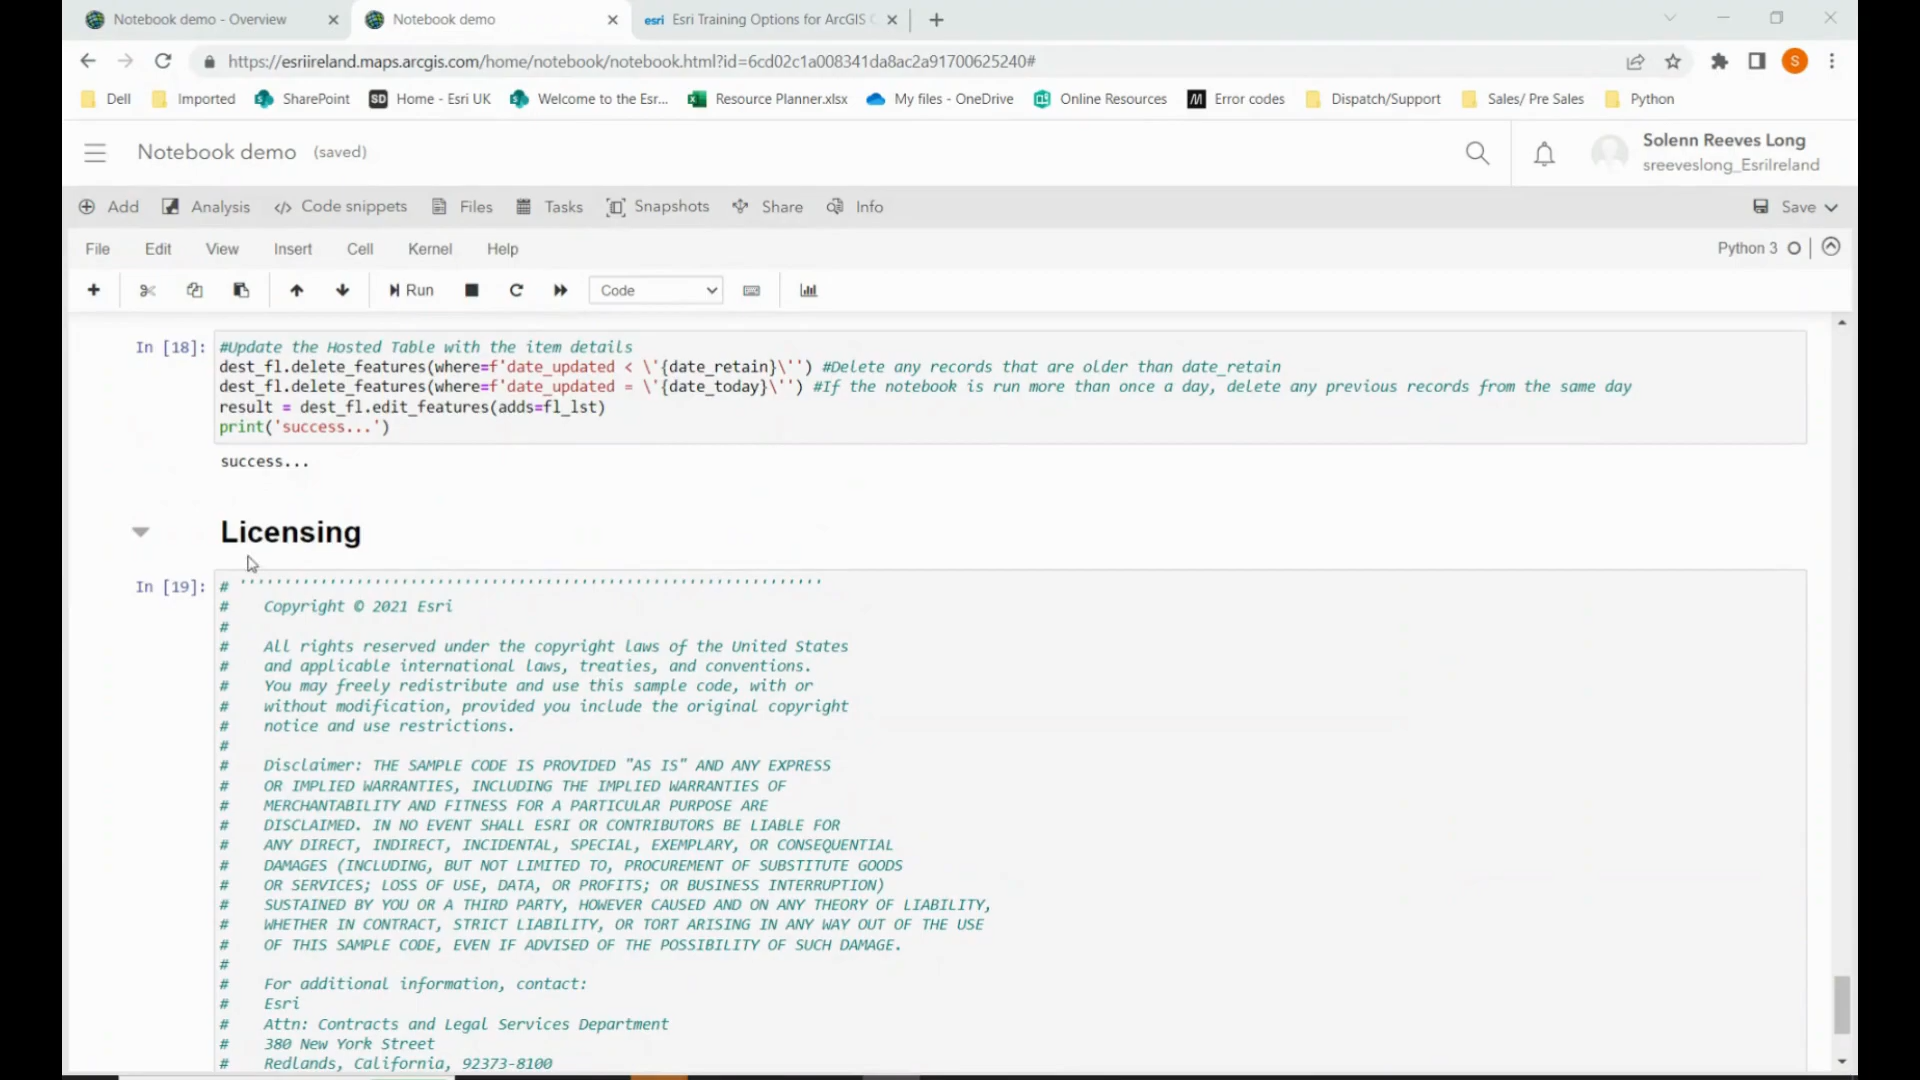 Notebook demo - Overview
Notebook demo
esri Esri Training Options for ArcGIS
https://esriireland.maps.arcgis.com/home/notebook/notebook.html?id=6cd02c1a008341da8ac2a91700625240#
S
Dell Imported SharePoint SD Home - Esri UK Welcome to the Esr... Resource Planner.xlsx My files - OneDrive Online Resources M Error codes Dispatch/Support Sales/ Pre Sales Python
Notebook demo (saved)
Solenn Reeves Long
sreeveslong_EsriIreland
Add Analysis Code snippets Files Tasks Snapshots Share Info Save
File Edit View Insert Cell Kernel Help Python 3
Run Code
In [18]: #Update the Hosted Table with the item details
dest_fl.delete_features(where=f'date_updated < \'{date_retain}\'') #Delete any records that are older than date_retain
dest_fl.delete_features(where=f'date_updated = \'{date_today}\'') #If the notebook is run more than once a day, delete any previous records from the same day
result = dest_fl.edit_features(adds=fl_lst)
print('success...')
success...
Licensing
In [19]: # ''''''''''''''''''''''''''''''''''''''''''''''''''''''''''''''''
# Copyright © 2021 Esri
#
# All rights reserved under the copyright laws of the United States
# and applicable international laws, treaties, and conventions.
# You may freely redistribute and use this sample code, with or
# without modification, provided you include the original copyright
# notice and use restrictions.
#
# Disclaimer: THE SAMPLE CODE IS PROVIDED "AS IS" AND ANY EXPRESS
# OR IMPLIED WARRANTIES, INCLUDING THE IMPLIED WARRANTIES OF
# MERCHANTABILITY AND FITNESS FOR A PARTICULAR PURPOSE ARE
# DISCLAIMED. IN NO EVENT SHALL ESRI OR CONTRIBUTORS BE LIABLE FOR
# ANY DIRECT, INDIRECT, INCIDENTAL, SPECIAL, EXEMPLARY, OR CONSEQUENTIAL
# DAMAGES (INCLUDING, BUT NOT LIMITED TO, PROCUREMENT OF SUBSTITUTE GOODS
# OR SERVICES; LOSS OF USE, DATA, OR PROFITS; OR BUSINESS INTERRUPTION)
# SUSTAINED BY YOU OR A THIRD PARTY, HOWEVER CAUSED AND ON ANY THEORY OF LIABILITY,
# WHETHER IN CONTRACT, STRICT LIABILITY, OR TORT ARISING IN ANY WAY OUT OF THE USE
# OF THIS SAMPLE CODE, EVEN IF ADVISED OF THE POSSIBILITY OF SUCH DAMAGE.
#
# For additional information, contact:
# Esri
# Attn: Contracts and Legal Services Department
# 380 New York Street
# Redlands, California, 92373-8100